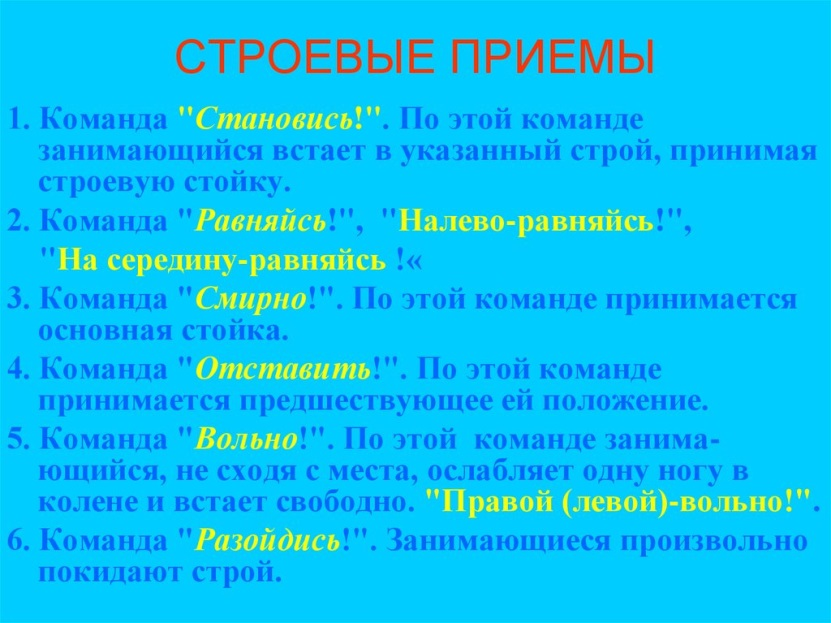 СТРОЕВЫЕ ПРИЕМЫ
1. Команда "Становись!". По этой команде
занимающийся встает в указанный строй, принимая
строевую стойку.
2. Команда "Равняйсь!", "Налево-равняйсь!",
"На середину-равняйсь !«
3. Команда "Смирно!". По этой команде принимается
основная стойка.
4. Команда "Отставить!". По этой команде
принимается предшествующее ей положение.
5. Команда "Вольно!". По этой команде занима-
ющийся, не сходя с места, ослабляет одну ногу в
колене и встает свободно. "Правой (левой)-вольно!".
6. Команда "Разойдись!". Занимающиеся произвольно
покидают строй.